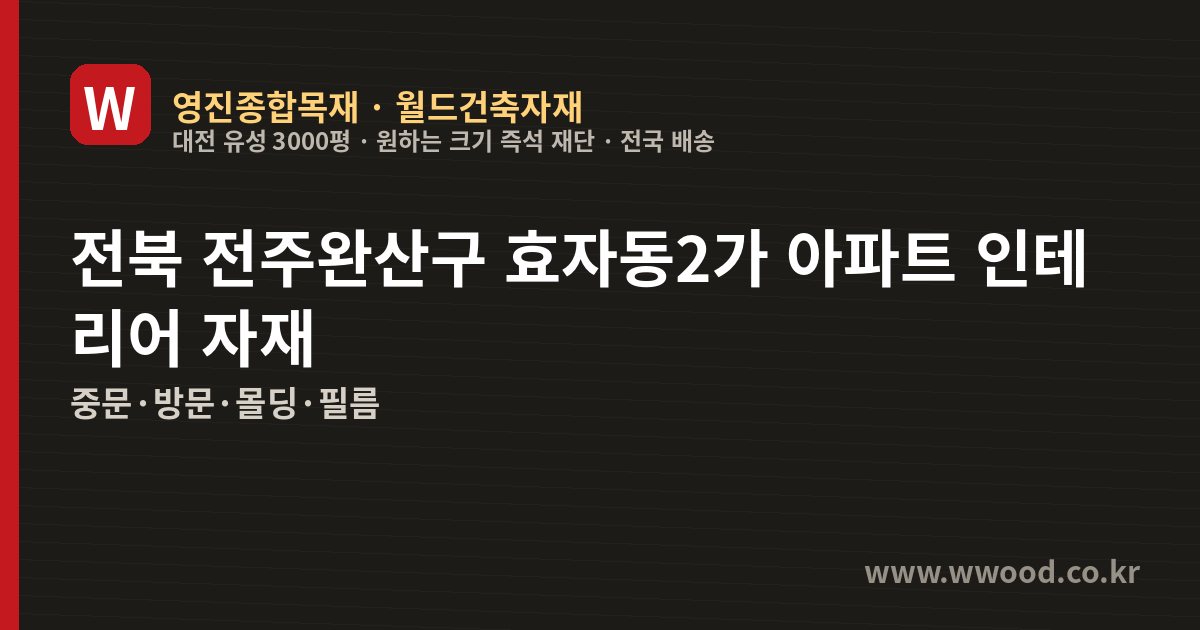 W
영진종합목재 · 월드건축자재
대전 유성 3000평 · 원하는 크기 즉석 재단 · 전국 배송
전북 전주완산구 효자동2가 아파트 인테
리어 자재
중문·방문·몰딩·필름
www.wwood.co.kr